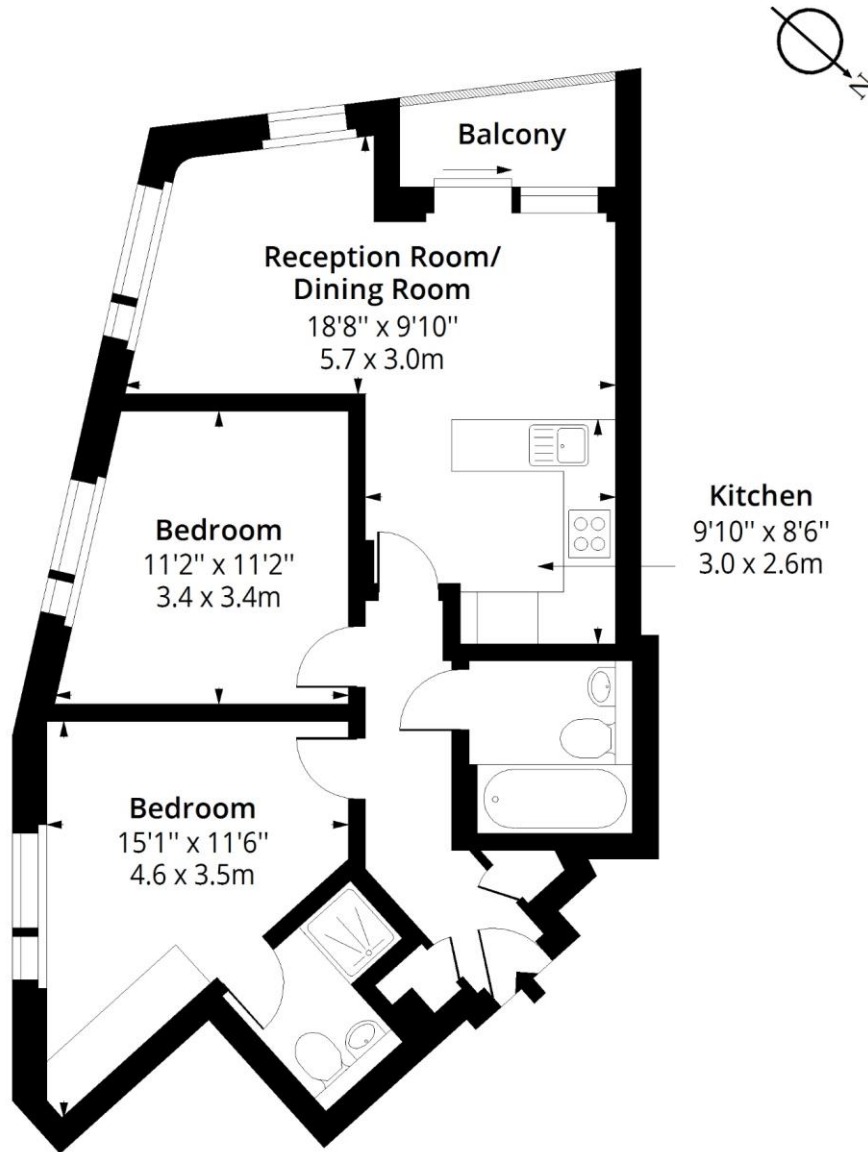 N
Balcony
Reception Room/
Dining Room
18'8" x 9'10"
5.7 x 3.0m
Kitchen
9'10" x 8'6"
3.0 x 2.6m
Bedroom
11'2" x 11'2"
3.4 x 3.4m
Bedroom
15'1" x 11'6"
4.6 x 3.5m